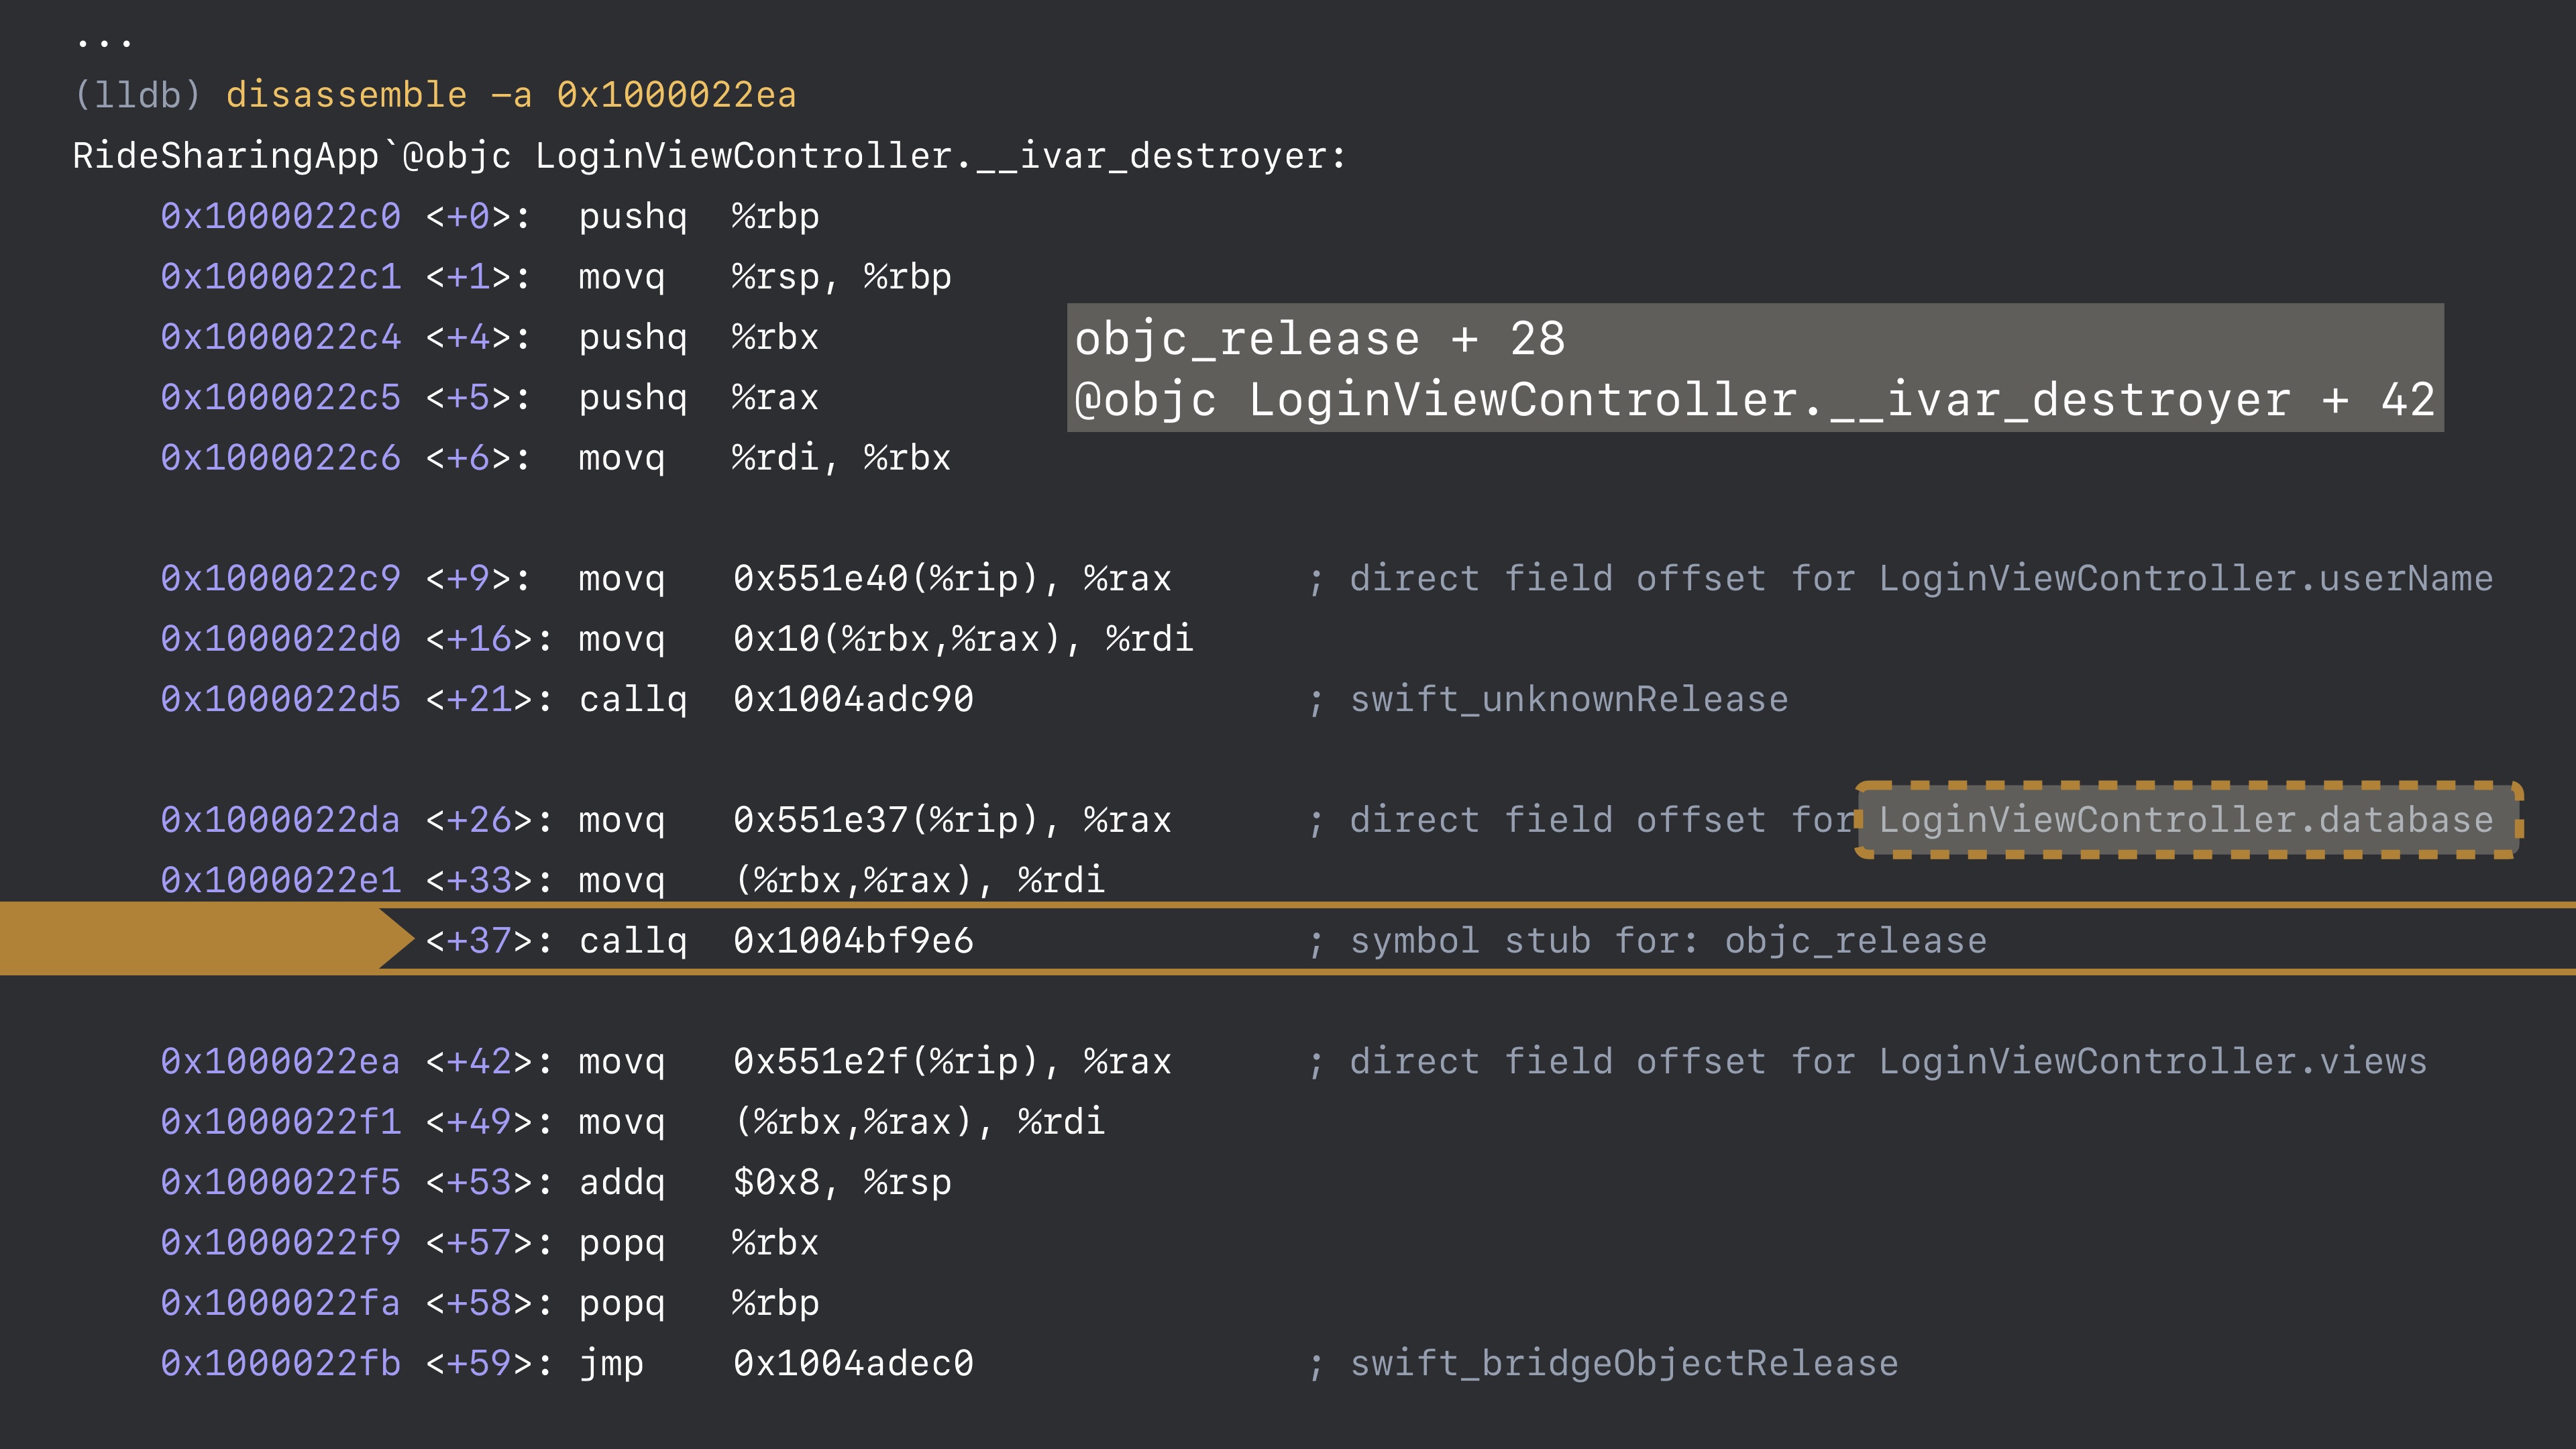 ...
(lldb) disassemble —a 0x1000022ea
RideSharingApp`@objc LoginViewController.__ivar_destroyer:
0x1000022c0 <+0>: pushq %rbp
0x1000022c1 <+1>: movq %rsp, %rbp
0x1000022c4 <+4>: pushq %rbx
objc_release + 28
0x1000022c5 <+5>: pushq %rax
@objc LoginViewController.__ivar_destroyer + 42
0x1000022c6 <+6>: movq %rdi, %rbx
0x1000022c9 <+9>: movq 0x551e40(%rip), %rax ; direct field offset for LoginViewController.userName
0x1000022d0 <+16>: movq 0x10(%rbx,%rax), %rdi
0x1000022d5 <+21>: callq 0x1004adc90 ; swift_unknownRelease
0x1000022da <+26>: movq 0x551e37(%rip), %rax ; direct field offset for LoginViewController.database
0x1000022e1 <+33>: movq (%rbx,%rax), %rdi
<+37>: callq 0x1004bf9e6 ; symbol stub for: objc_release
0x1000022ea <+42>: movq 0x551e2f(%rip), %rax ; direct field offset for LoginViewController.views
0x1000022f1 <+49>: movq (%rbx,%rax), %rdi
0x1000022f5 <+53>: addq $0x8, %rsp
0x1000022f9 <+57>: popq %rbx
0x1000022fa <+58>: popq %rbp
0x1000022fb <+59>: jmp 0x1004adec0 ; swift_bridgeObjectRelease